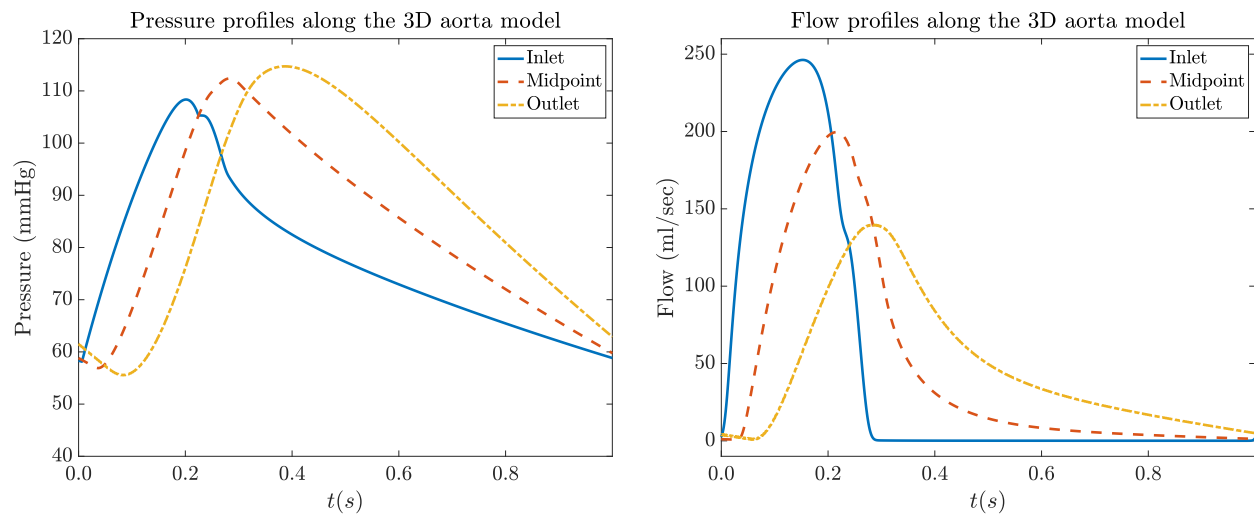 Pressure profiles along the 3D aorta model
120
110
100
90
80
70
60
50
40
Pressure (mmHg)
0.0 0.2 0.4 0.6 0.8
t(s)
Inlet
Midpoint
Outlet
Flow profiles along the 3D aorta model
250
200
150
100
50
0
Flow (ml/sec)
0.0 0.2 0.4 0.6 0.8
t(s)
Inlet
Midpoint
Outlet